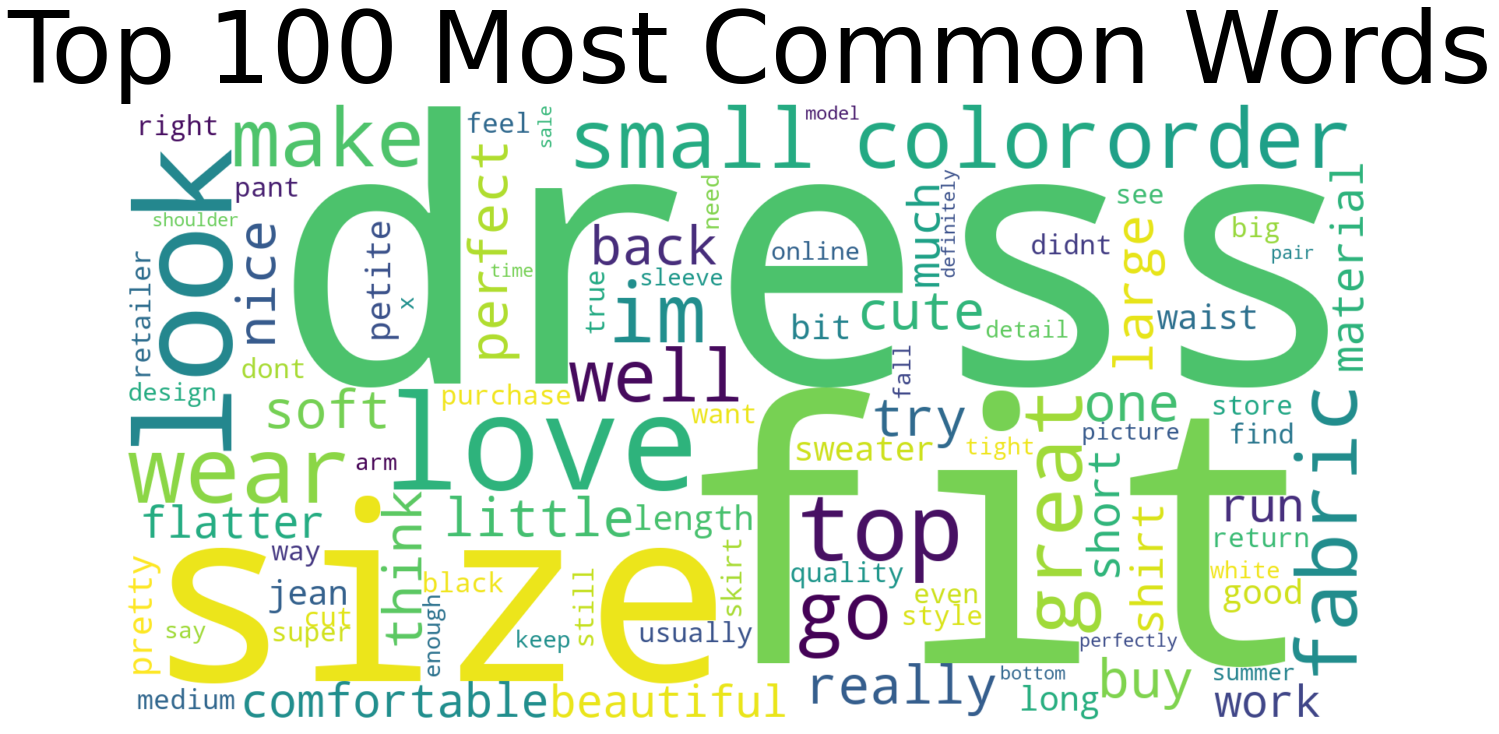 Top 100 Most Common Words
right
make
feel
sale
small
model
color
order
look
pant
dress
perfect
need
much
definitely
see
material
shoulder
nice
petite
back
online
didnt
large
big
pair
retailer
x
time
true
sleeve
im
bit
cute
detail
waist
dont
well
fall
design
soft
purchase
love
want
try
great
one
store
picture
find
fabric
wear
arm
fit
sweater
tight
short
flatter
think
little
length
top
shirt
run
return
way
size
pretty
jean
cut
black
enough
still
skirt
quality
even
white
good
say
super
keep
usually
go
style
perfectly
medium
comfortable
beautiful
really
bottom
long
buy
summer
work